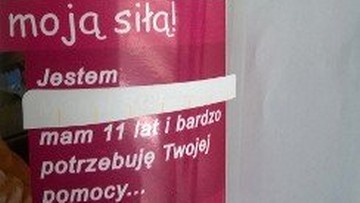 moją siłą!
Jestem
mam 11 lat i bardzo
potrzebuję Twojej
pomocy...